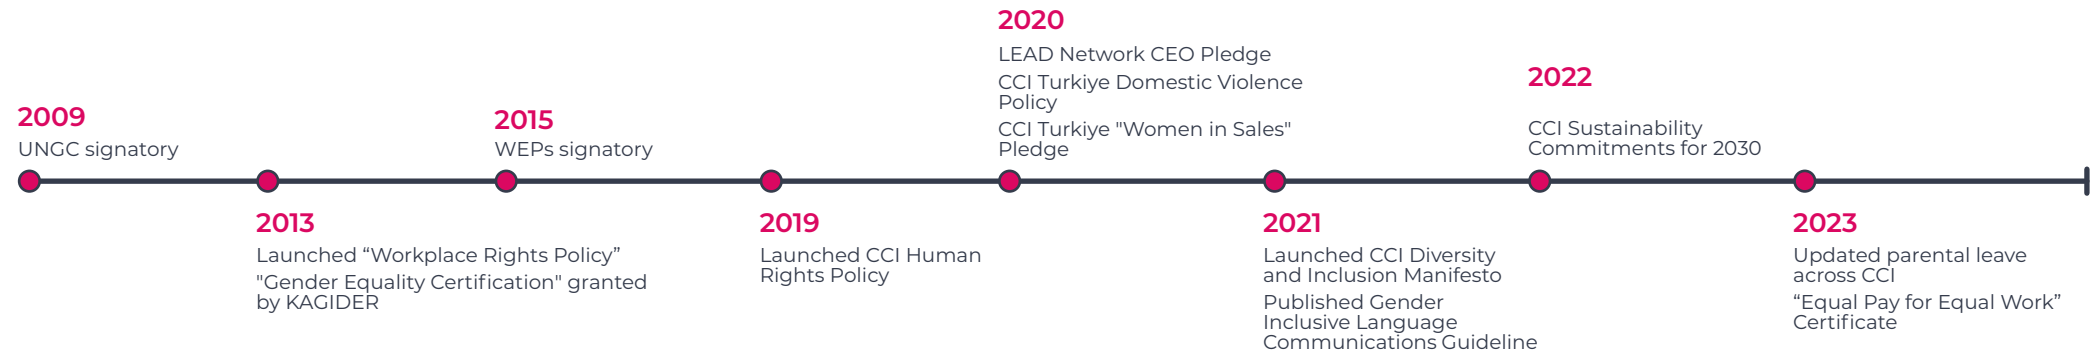 2009
UNGC signatory
2013
Launched “Workplace Rights Policy”
"Gender Equality Certification" granted
by KAGIDER
2015
WEPs signatory
2019
Launched CCI Human
Rights Policy
2020
LEAD Network CEO Pledge
CCI Turkiye Domestic Violence
Policy
CCI Turkiye "Women in Sales"
Pledge
2021
Launched CCI Diversity
and Inclusion Manifesto
Published Gender
Inclusive Language
Communications Guideline
2022
CCI Sustainability
Commitments for 2030
2023
Updated parental leave
across CCI
“Equal Pay for Equal Work”
Certificate